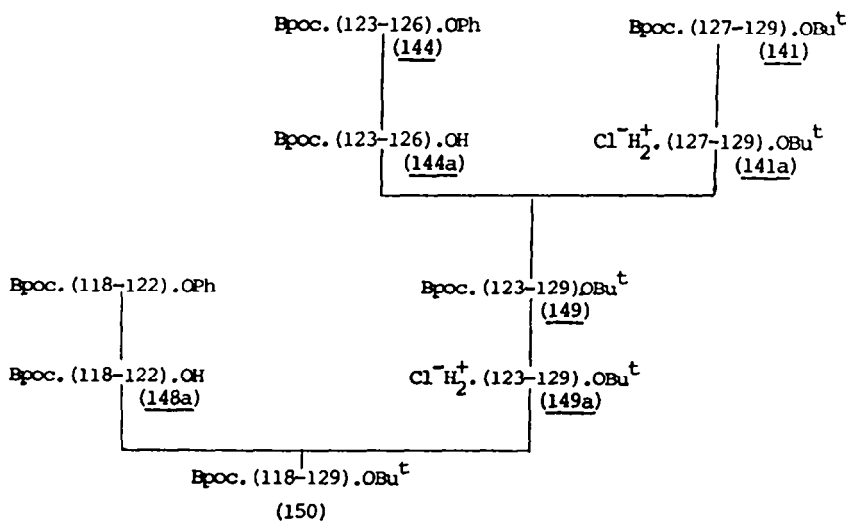 Bpoc.(123-126).OPh Bpoc.(127-129).OBu^t
(144) (141)
Bpoc.(123-126).OH Cl⁻H₂⁺.(127-129).OBu^t
(144a) (141a)
Bpoc.(118-122).OPh Bpoc.(123-129).OBu^t
(149)
Bpoc.(118-122).OH Cl⁻H₂⁺.(123-129).OBu^t
(148a) (149a)
Bpoc.(118-129).OBu^t
(150)